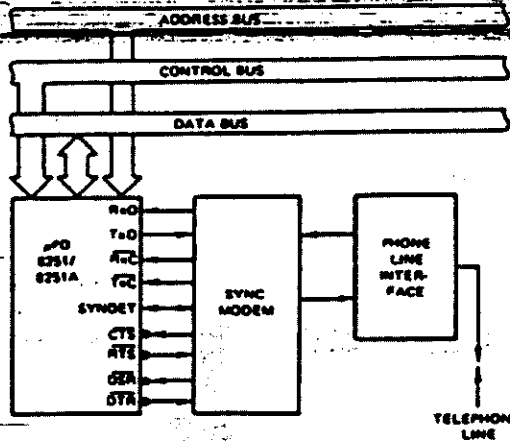 ADDRESS BUS
CONTROL BUS
DATA BUS
μPD
8251/
8251A
RxD
TxD
RxC
TxC
SYNDET
CTS
RTS
DSR
DTR
SYNC
MODEM
PHONE
LINE
INTER-
FACE
TELEPHONE
LINE